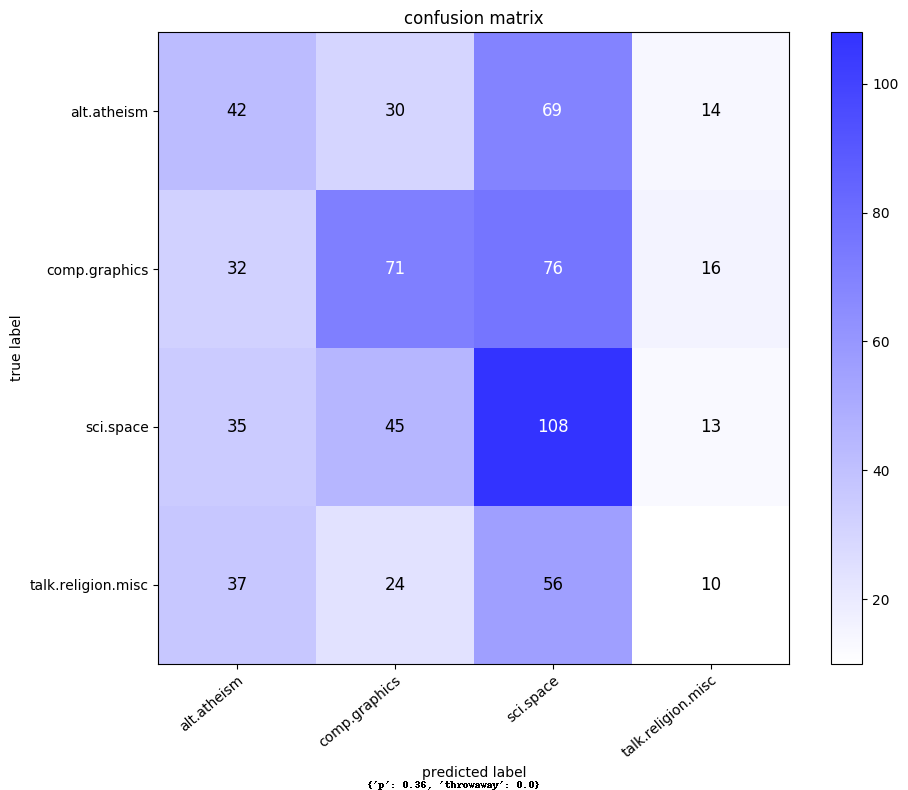 confusion matrix
alt.atheism 42 30 69 14
comp.graphics 32 71 76 16
sci.space 35 45 108 13
talk.religion.misc 37 24 56 10
true label
alt.atheism comp.graphics sci.space talk.religion.misc
predicted label
100
80
60
40
20
{'p': 0.36, 'throwaway': 0.0}